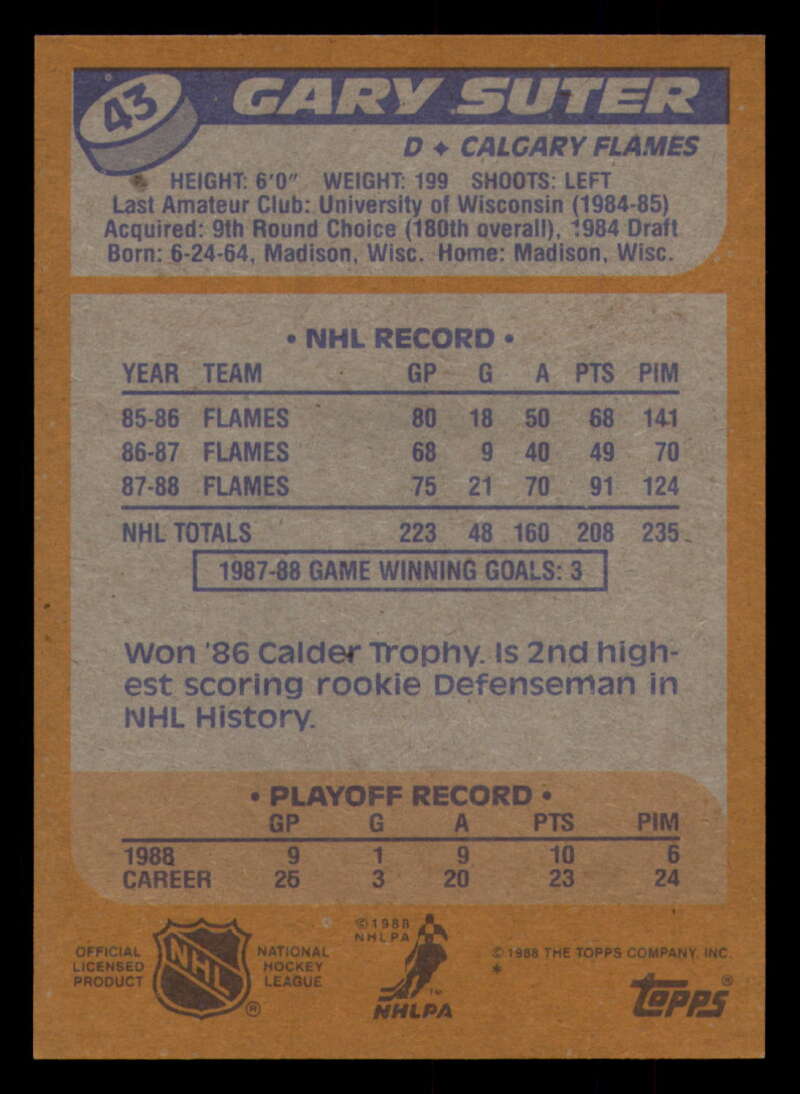 43
GARY SUTER
D ✦ CALGARY FLAMES
HEIGHT: 6'0" WEIGHT: 199 SHOOTS: LEFT
Last Amateur Club: University of Wisconsin (1984-85)
Acquired: 9th Round Choice (180th overall), 1984 Draft
Born: 6-24-64, Madison, Wisc. Home: Madison, Wisc.
• NHL RECORD •
YEAR TEAM GP G A PTS PIM
85-86 FLAMES 80 18 50 68 141
86-87 FLAMES 68 9 40 49 70
87-88 FLAMES 75 21 70 91 124
NHL TOTALS 223 48 160 208 235
1987-88 GAME WINNING GOALS: 3
Won '86 Calder Trophy. Is 2nd high-
est scoring rookie Defenseman in
NHL History.
• PLAYOFF RECORD •
GP G A PTS PIM
1988 9 1 9 10 6
CAREER 25 3 20 23 24
OFFICIAL
LICENSED
PRODUCT
NHL
®
NATIONAL
HOCKEY
LEAGUE
©1988
NHLPA
TM
NHLPA
©1988 THE TOPPS COMPANY, INC.
*
topps®